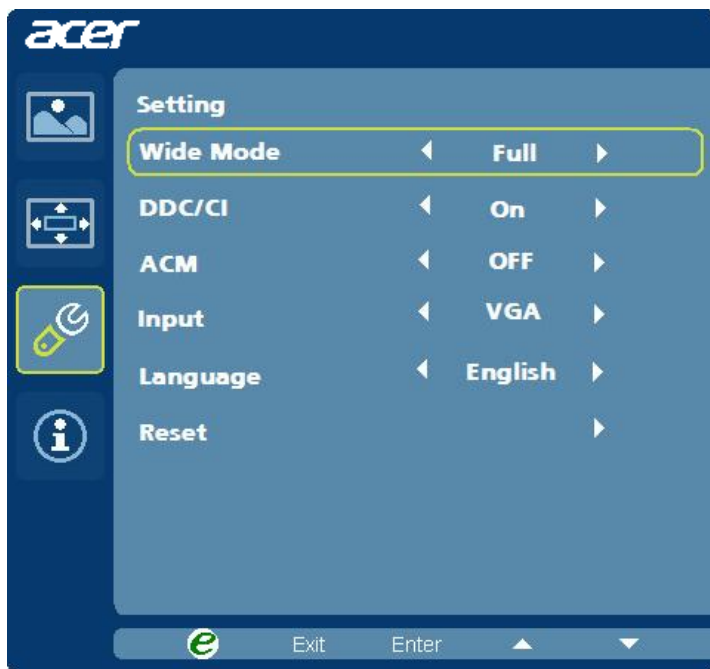 acer
Setting
Wide Mode Full
DDC/CI On
ACM OFF
Input VGA
Language English
Reset
e Exit Enter